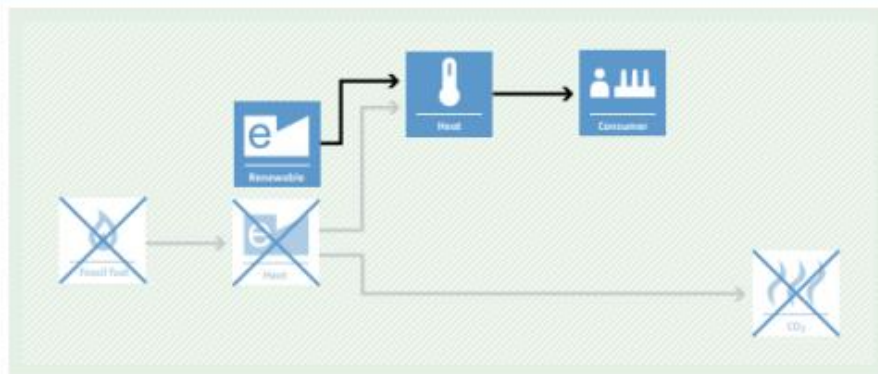 Heat
Consumer
e
Renewable
e
Fossil fuel
Heat
CO₂